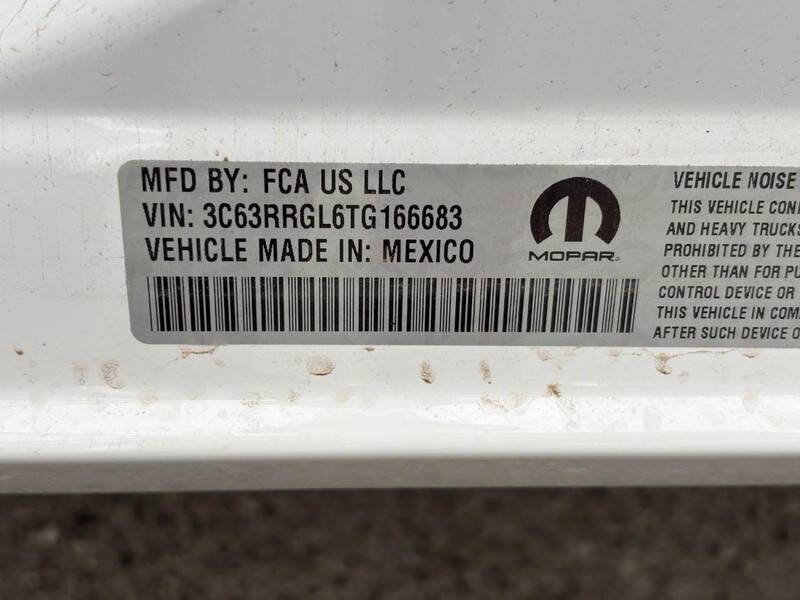 MFD BY: FCA US LLC
VIN: 3C63RRGL6TG166683
VEHICLE MADE IN: MEXICO
MOPAR
VEHICLE NOISE
THIS VEHICLE CON
AND HEAVY TRUCKS
PROHIBITED BY THE
OTHER THAN FOR PU
CONTROL DEVICE OR
THIS VEHICLE IN COM
AFTER SUCH DEVICE O